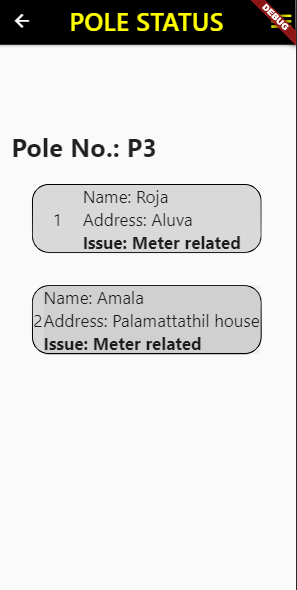 POLE STATUS
DEBUG
Pole No.: P3
Name: Roja
1 Address: Aluva
Issue: Meter related
Name: Amala
2Address: Palamattathil house
Issue: Meter related